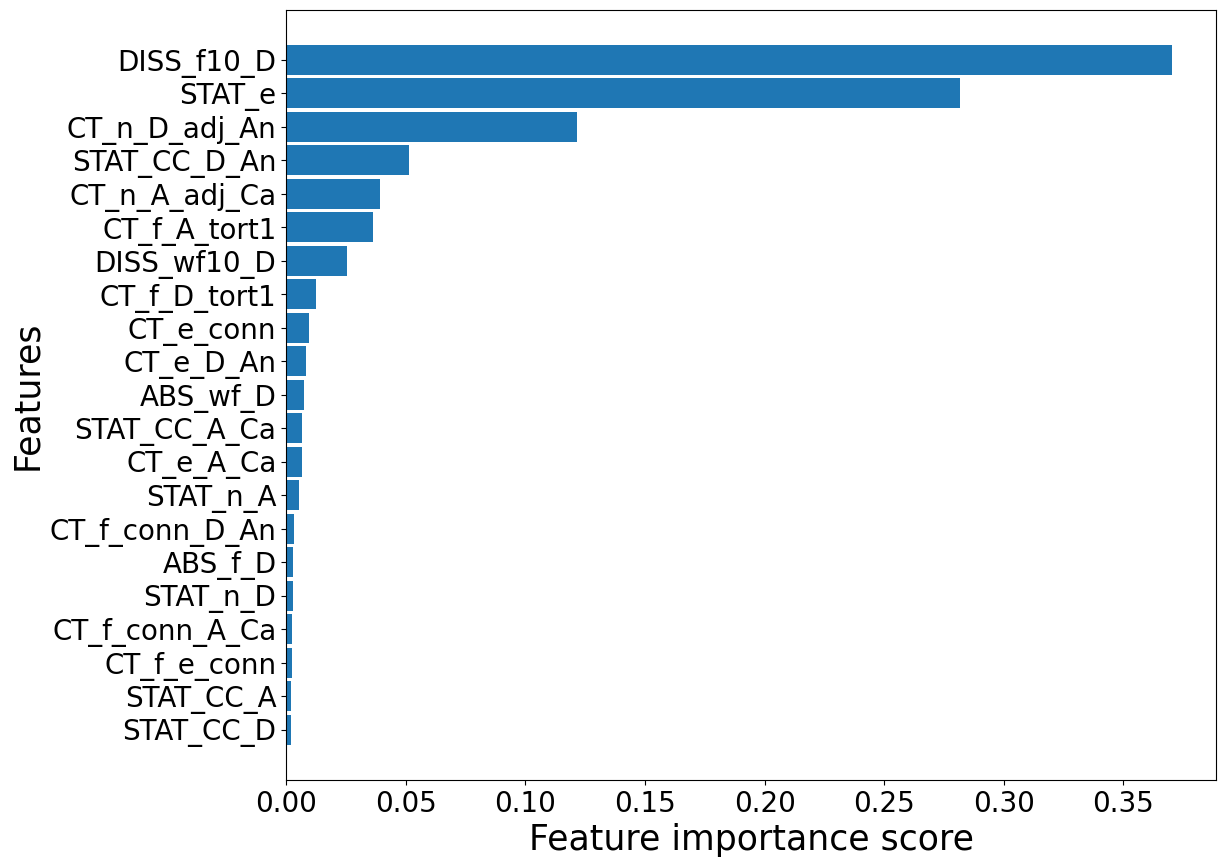 DISS_f10_D
STAT_e
CT_n_D_adj_An
STAT_CC_D_An
CT_n_A_adj_Ca
CT_f_A_tort1
DISS_wf10_D
CT_f_D_tort1
CT_e_conn
CT_e_D_An
ABS_wf_D
STAT_CC_A_Ca
CT_e_A_Ca
STAT_n_A
CT_f_conn_D_An
ABS_f_D
STAT_n_D
CT_f_conn_A_Ca
CT_f_e_conn
STAT_CC_A
STAT_CC_D
Features
0.00 0.05 0.10 0.15 0.20 0.25 0.30 0.35
Feature importance score